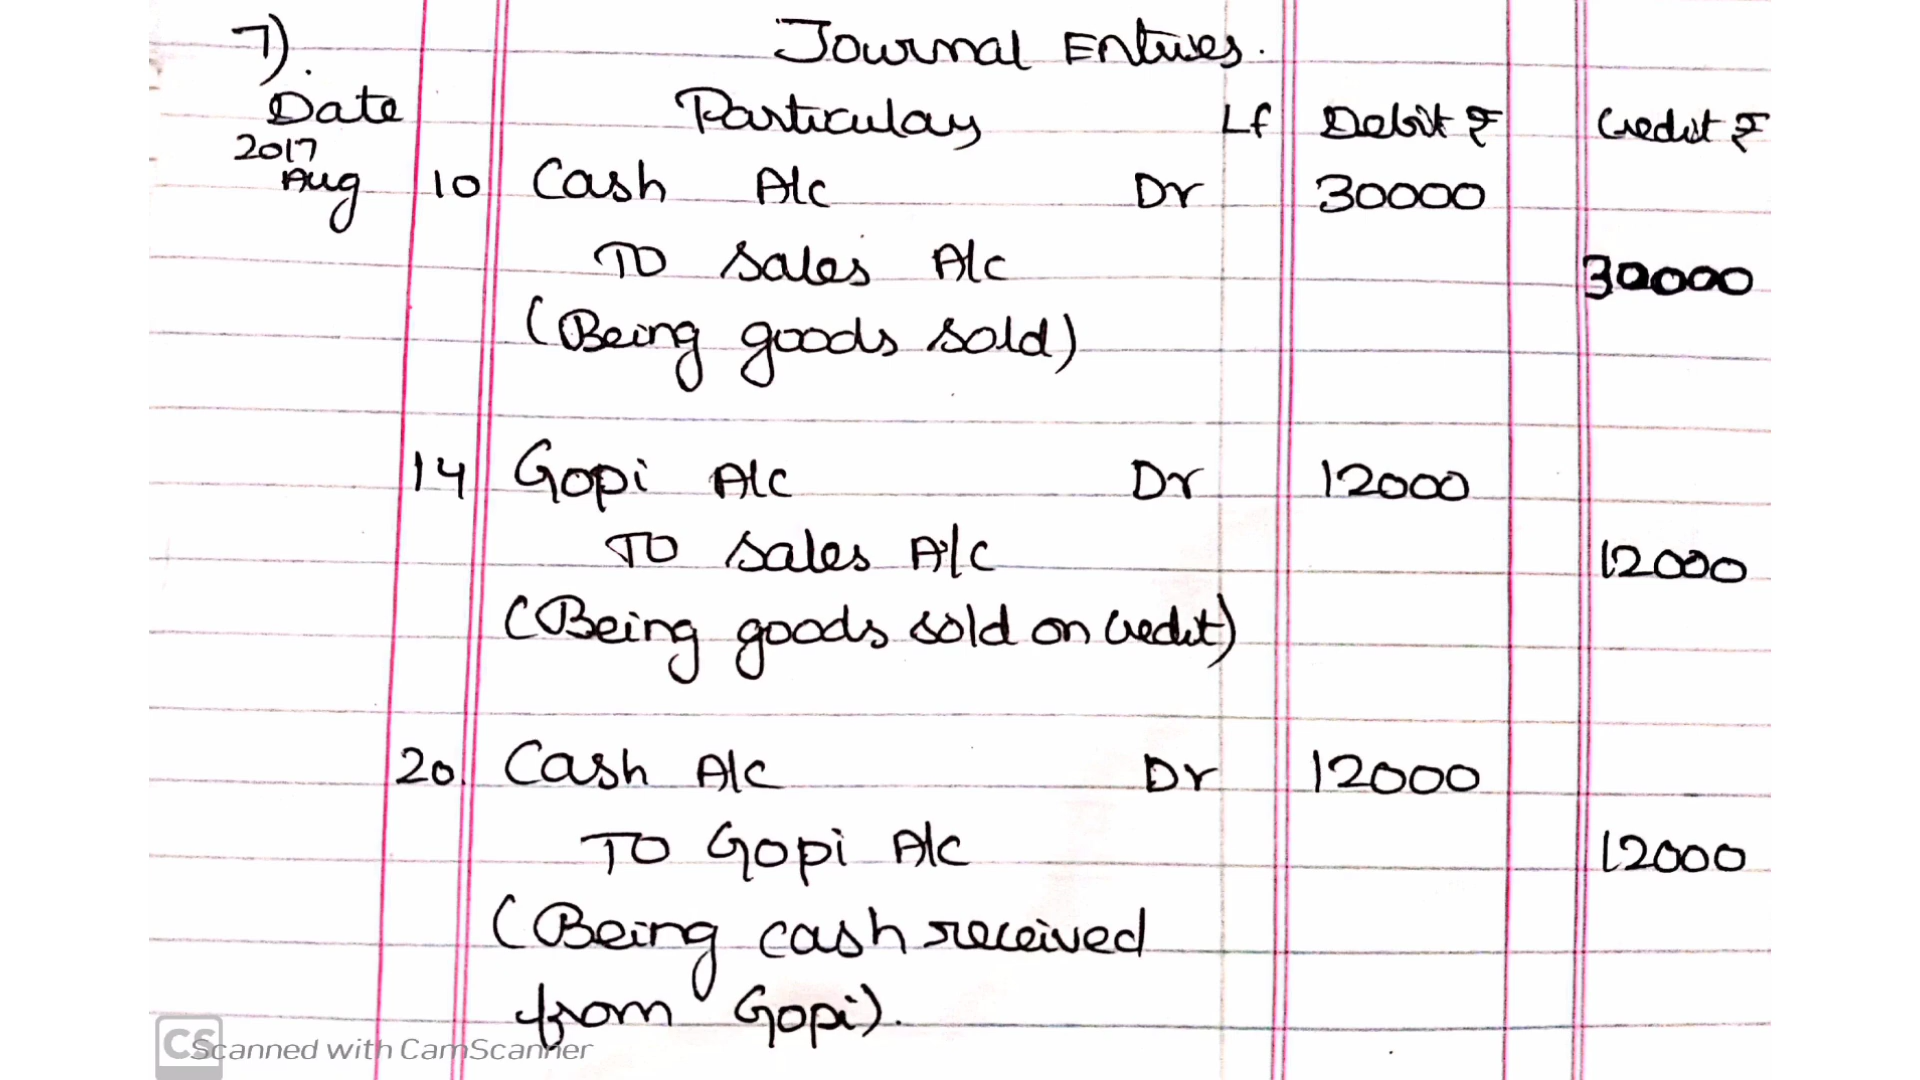 7).
Journal Entries.
Date Particulars Lf Debit ₹ Credit ₹
2017
Aug 10 Cash A/c Dr 30000
To Sales A/c 30000
(Being goods sold)
14 Gopi A/c Dr 12000
To Sales A/c 12000
(Being goods sold on credit)
20 Cash A/c Dr 12000
To Gopi A/c 12000
(Being cash received
from Gopi).
CS Scanned with CamScanner